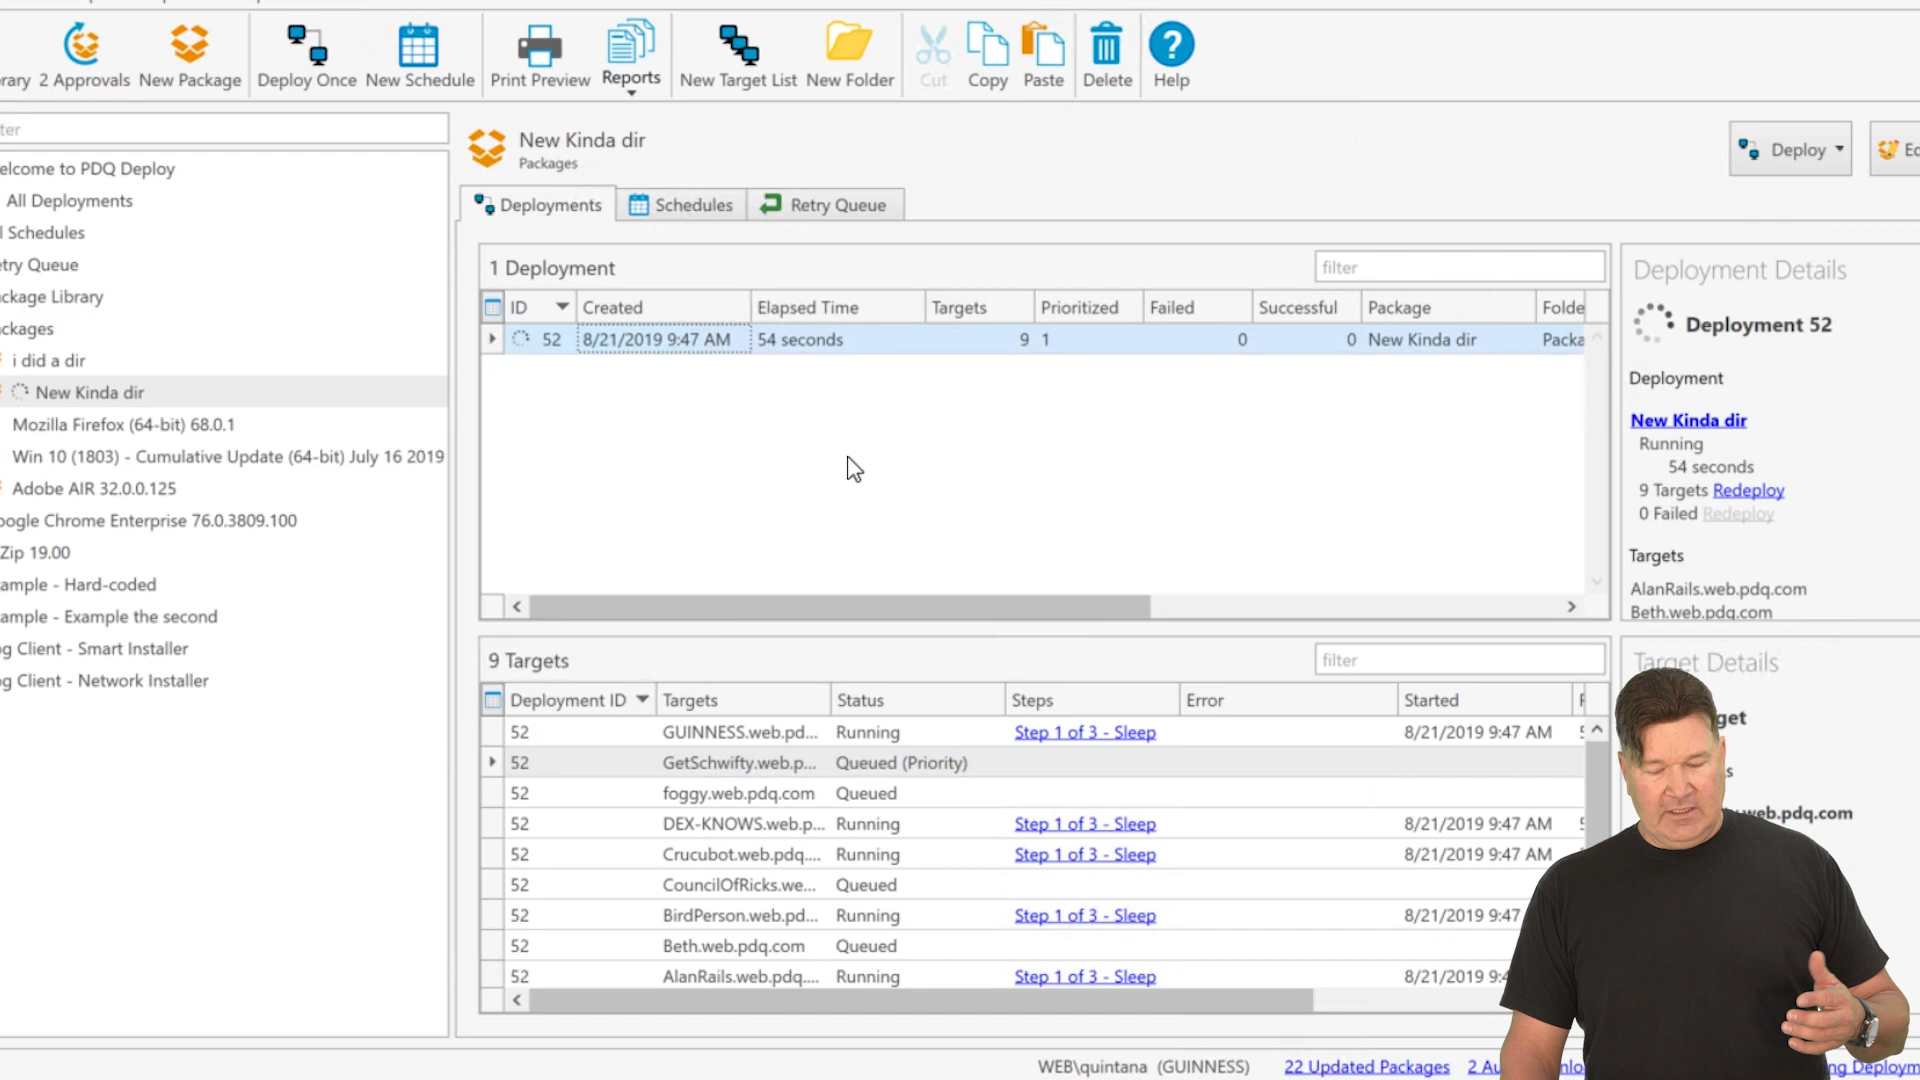 rary
2 Approvals
New Package
Deploy Once
New Schedule
Print Preview
Reports
New Target List
New Folder
Cut
Copy
Paste
Delete
Help
ter
elcome to PDQ Deploy
All Deployments
l Schedules
etry Queue
ckage Library
ckages
i did a dir
New Kinda dir
Mozilla Firefox (64-bit) 68.0.1
Win 10 (1803) - Cumulative Update (64-bit) July 16 2019
Adobe AIR 32.0.0.125
oogle Chrome Enterprise 76.0.3809.100
Zip 19.00
ample - Hard-coded
ample - Example the second
og Client - Smart Installer
og Client - Network Installer
New Kinda dir
Packages
Deploy
Ed
Deployments
Schedules
Retry Queue
1 Deployment
filter
ID Created Elapsed Time Targets Prioritized Failed Successful Package Folde
52 8/21/2019 9:47 AM 54 seconds 9 1 0 0 New Kinda dir Packa
Deployment Details
Deployment 52
Deployment
New Kinda dir
Running
54 seconds
9 Targets Redeploy
0 Failed Redeploy
Targets
AlanRails.web.pdq.com
Beth.web.pdq.com
9 Targets
filter
Deployment ID Targets Status Steps Error Started
52 GUINNESS.web.pd... Running Step 1 of 3 - Sleep 8/21/2019 9:47 AM
52 GetSchwifty.web.p... Queued (Priority)
52 foggy.web.pdq.com Queued
52 DEX-KNOWS.web.p... Running Step 1 of 3 - Sleep 8/21/2019 9:47 AM
52 Crucubot.web.pdq.... Running Step 1 of 3 - Sleep 8/21/2019 9:47 AM
52 CouncilOfRicks.we... Queued
52 BirdPerson.web.pd... Running Step 1 of 3 - Sleep 8/21/2019 9:47
52 Beth.web.pdq.com Queued
52 AlanRails.web.pdq.... Running Step 1 of 3 - Sleep 8/21/2019 9:4
Target Details
get
s
.web.pdq.com
WEB\quintana (GUINNESS)
22 Updated Packages
2 Au
nlo
ng Deploym